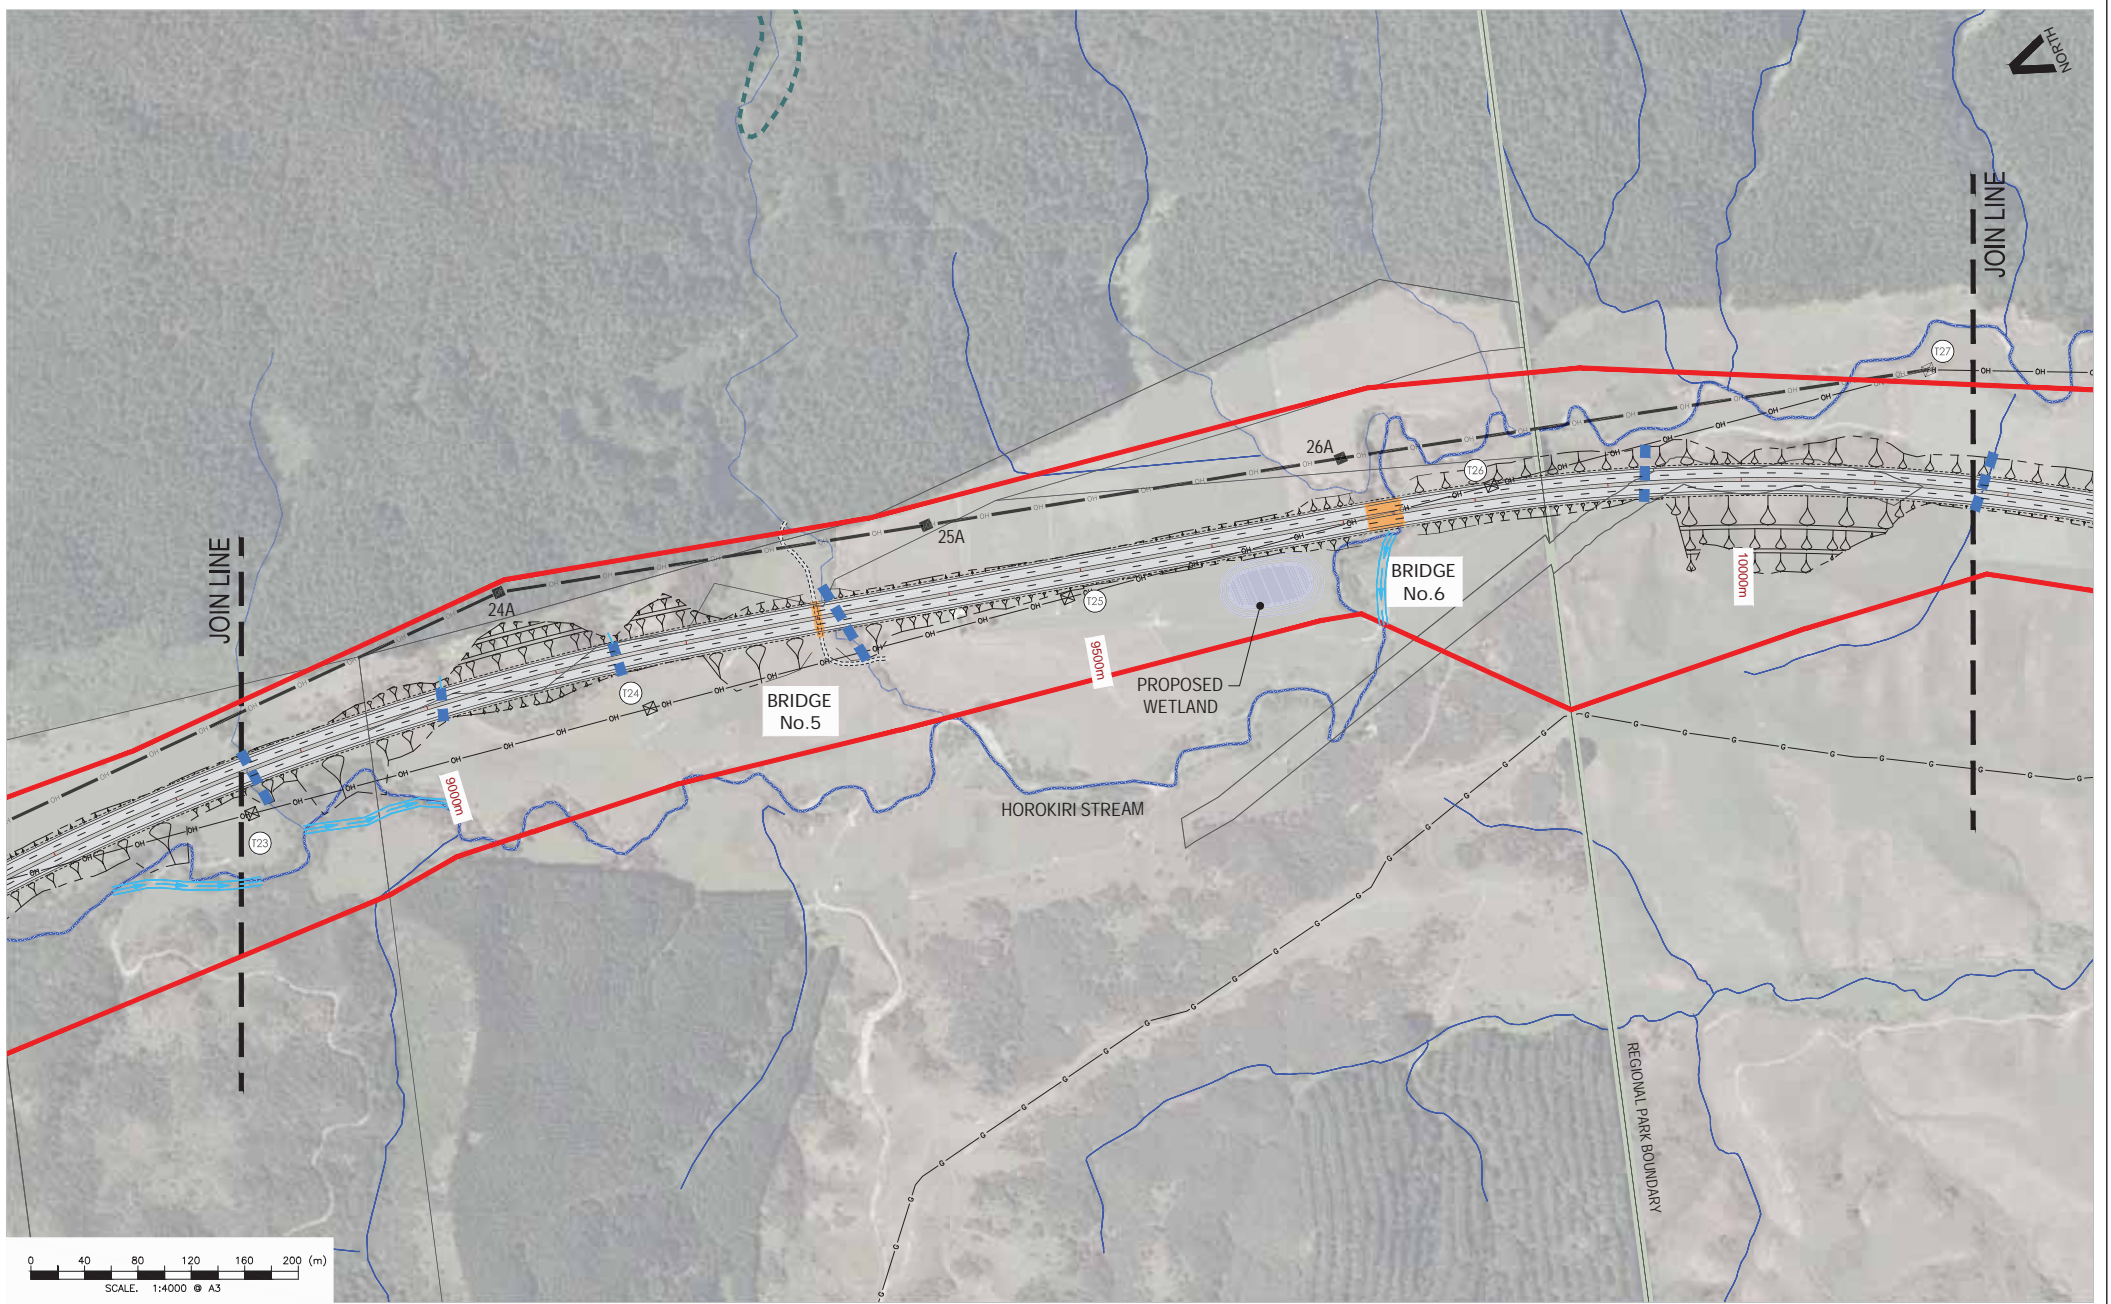 NORTH
JOIN LINE
JOIN LINE
T27
26A
T26
25A
T25
24A
BRIDGE
No.6
10000m
T24
BRIDGE
No.5
9500m
PROPOSED
WETLAND
9000m
T23
HOROKIRI STREAM
REGIONAL PARK BOUNDARY
0 40 80 120 160 200 (m)
SCALE. 1:4000 @ A3
OH
G